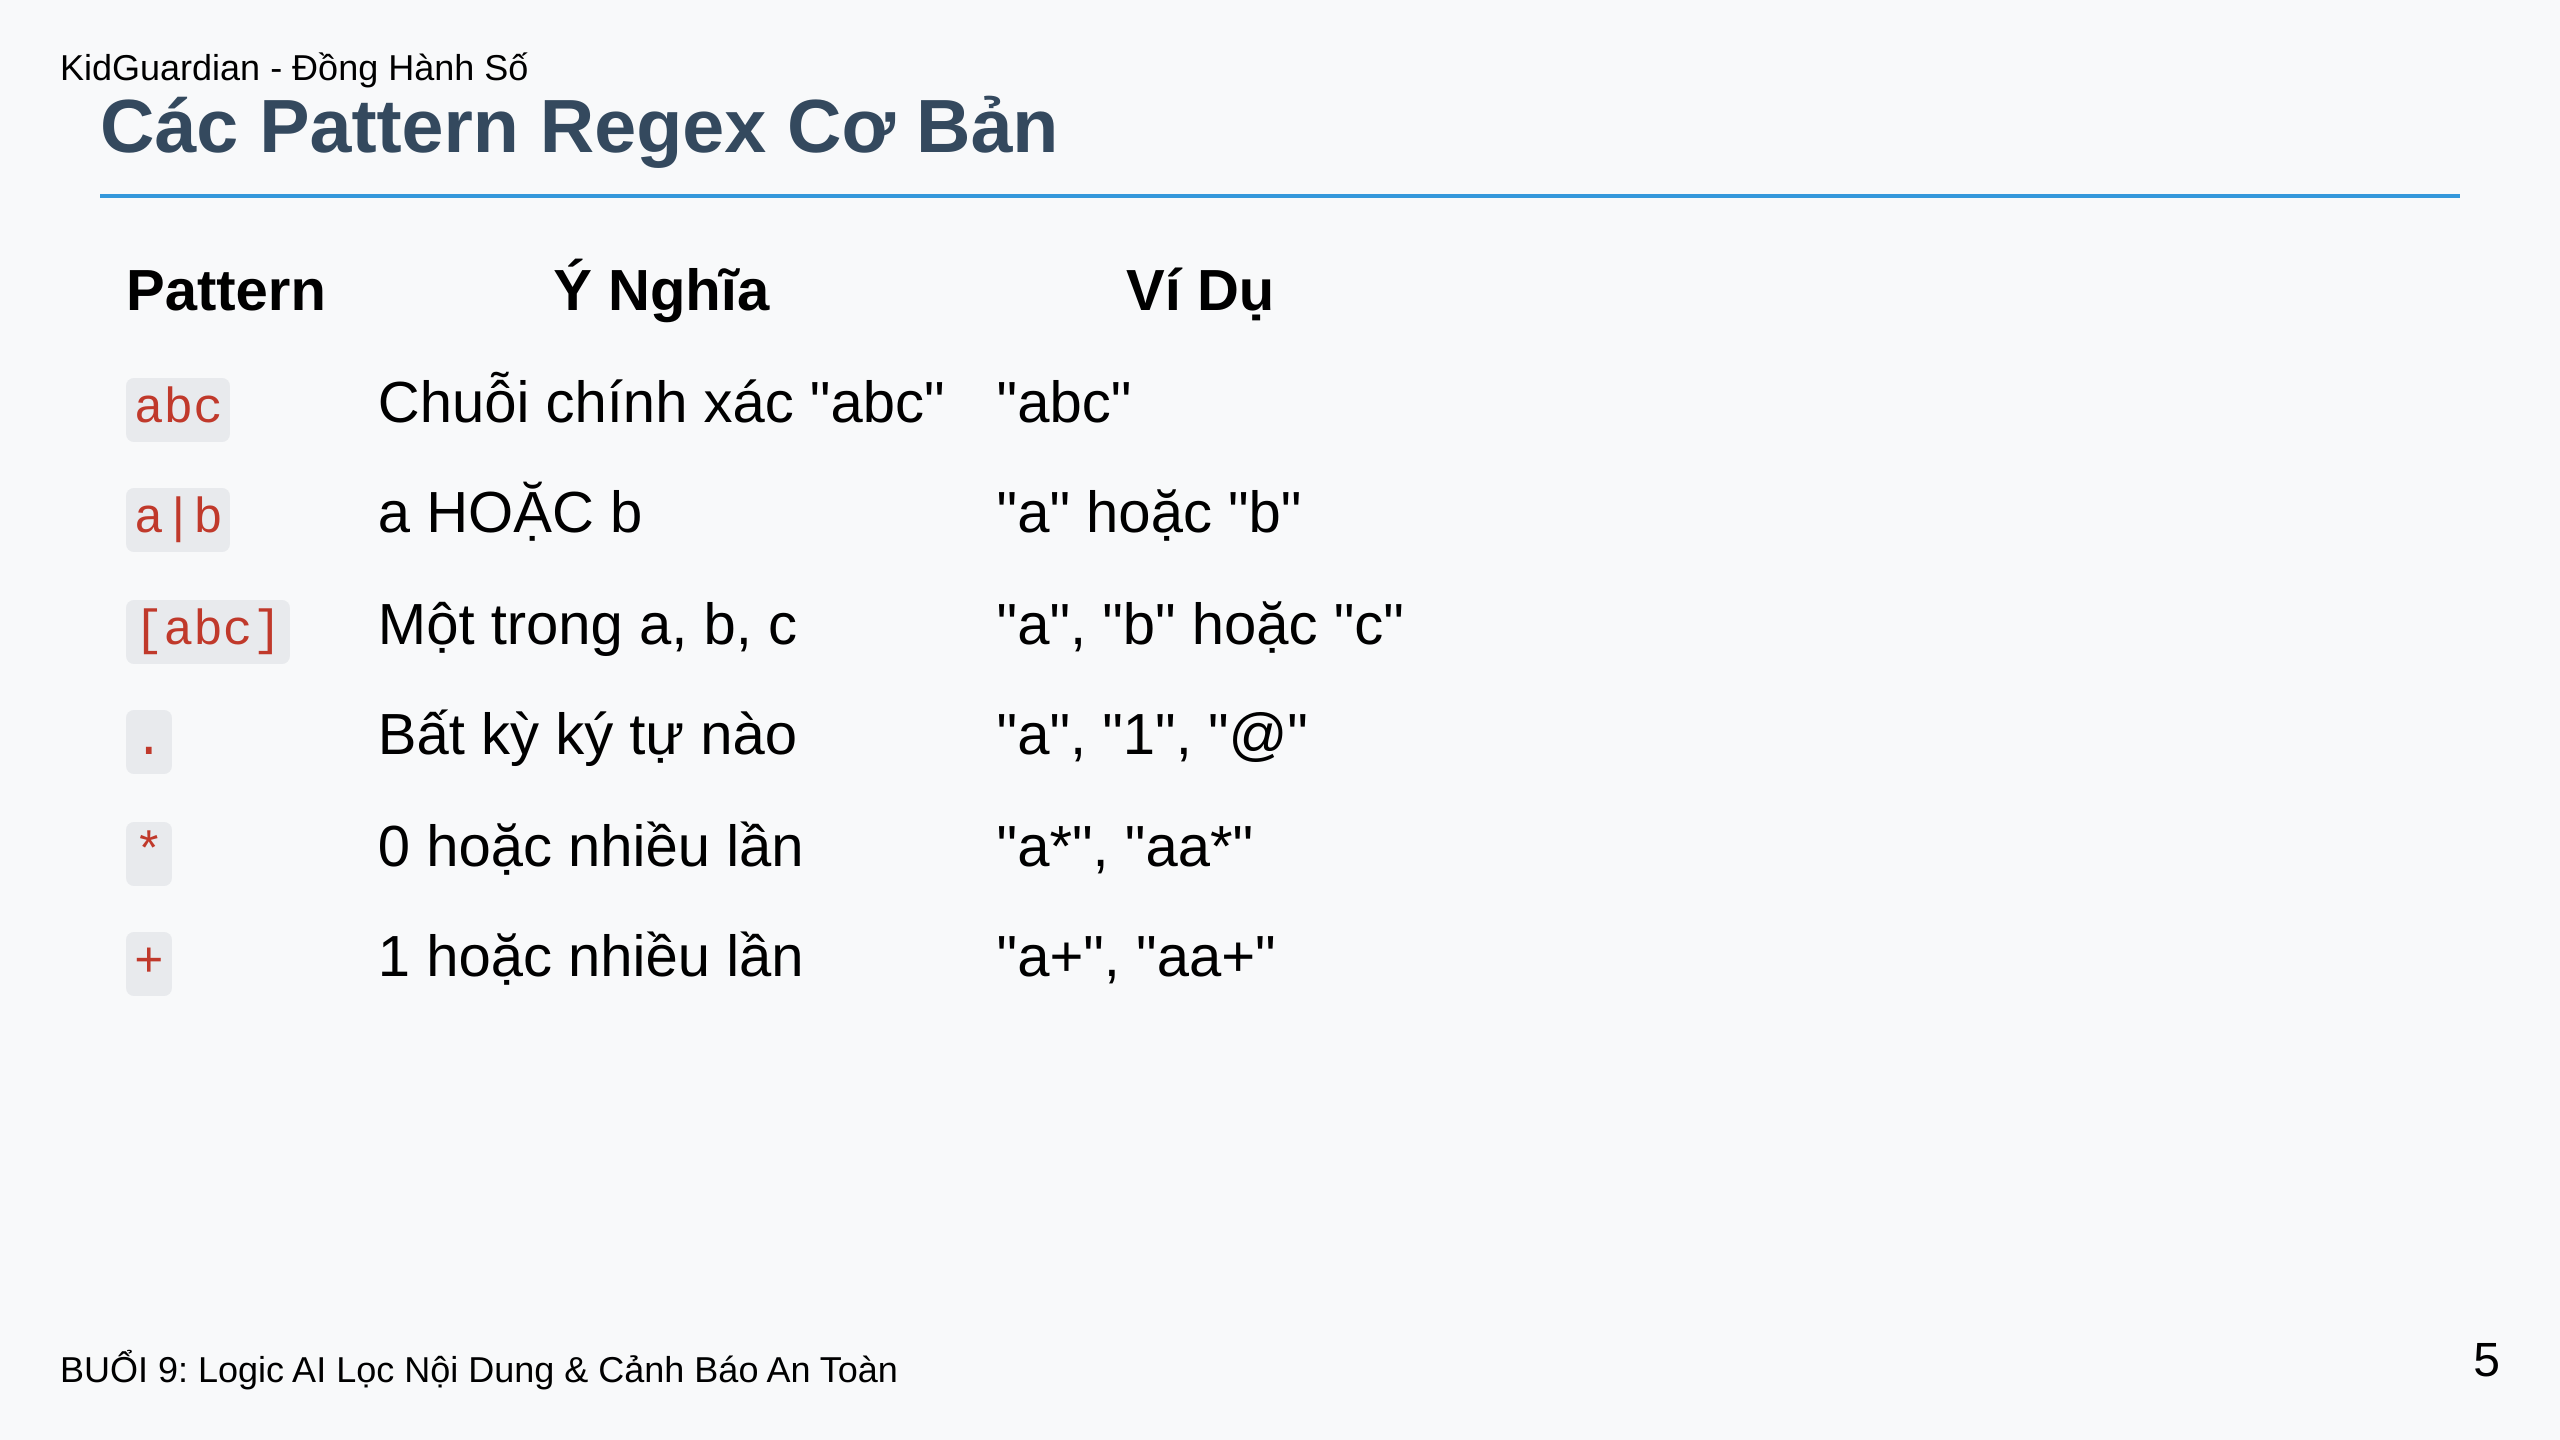 KidGuardian - Đồng Hành Số
Các Pattern Regex Cơ Bản
Pattern Ý Nghĩa Ví Dụ
abc Chuỗi chính xác "abc" "abc"
a|b a HOẶC b "a" hoặc "b"
[abc] Một trong a, b, c "a", "b" hoặc "c"
. Bất kỳ ký tự nào "a", "1", "@"
* 0 hoặc nhiều lần "a*", "aa*"
+ 1 hoặc nhiều lần "a+", "aa+"
BUỔI 9: Logic AI Lọc Nội Dung & Cảnh Báo An Toàn
5